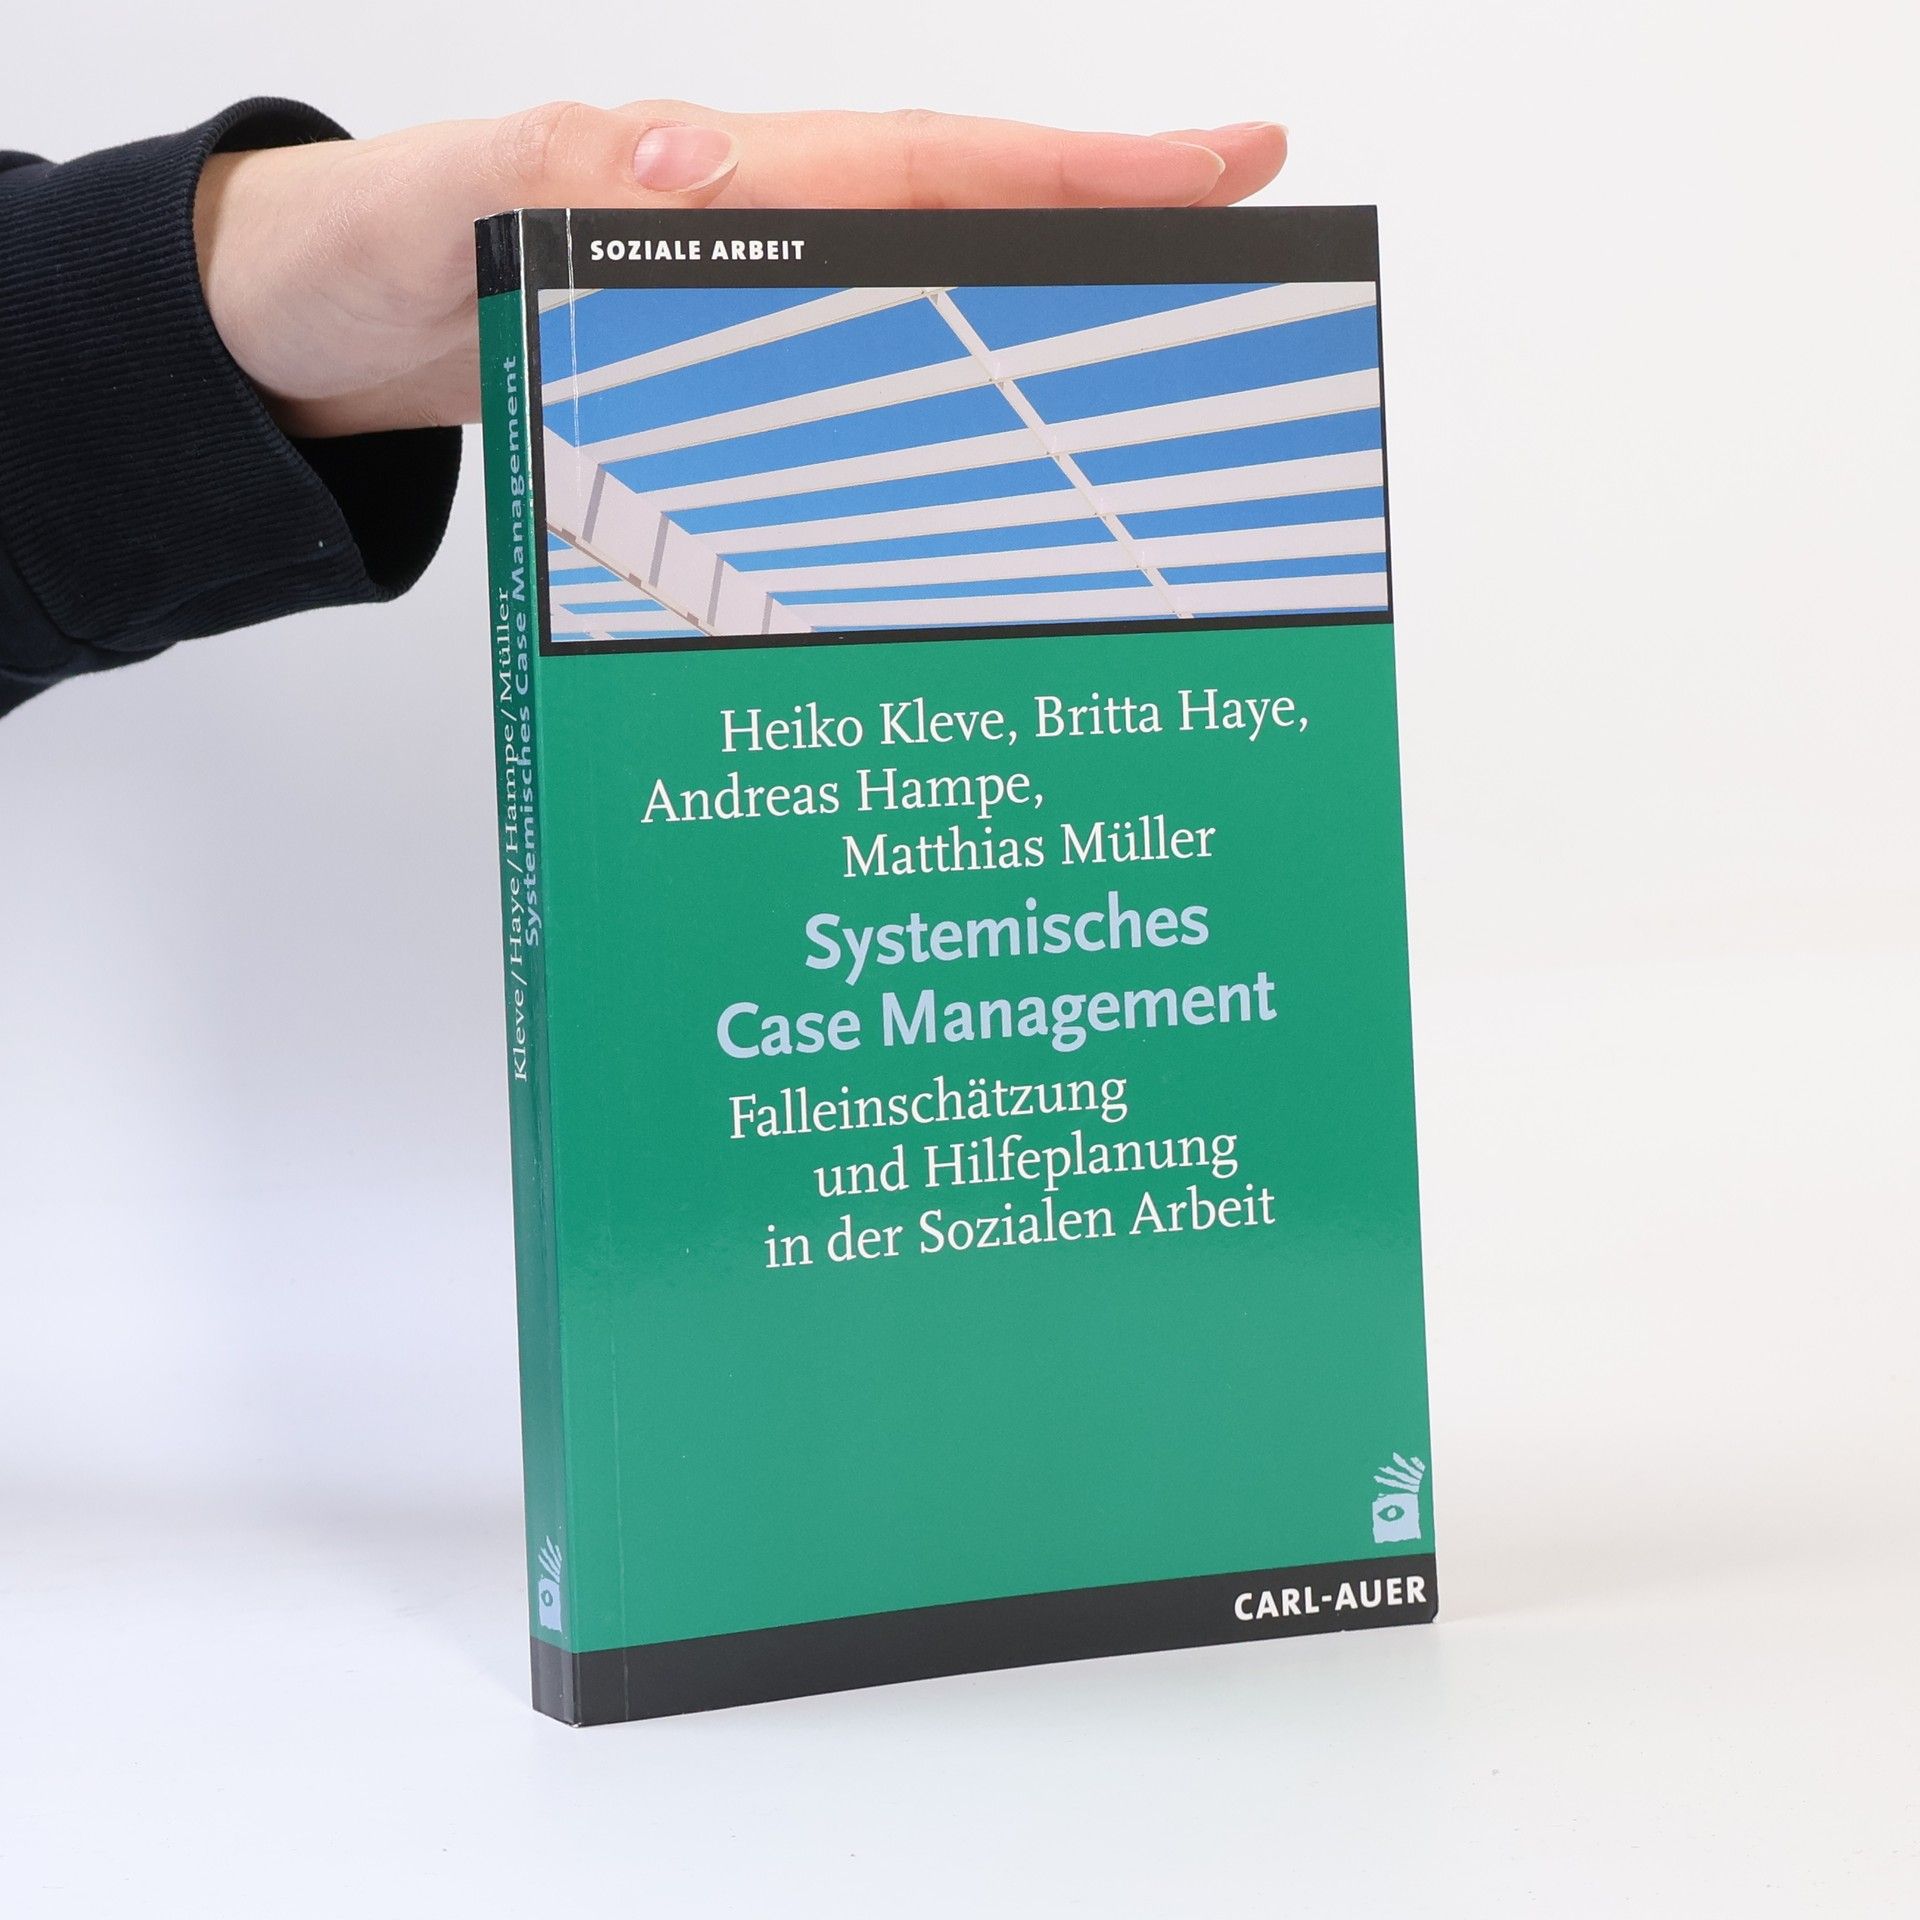 SOZIALE ARBEIT
Heiko Kleve, Britta Haye,
Andreas Hampe,
Matthias Müller
Systemisches
Case Management
Falleinschätzung
und Hilfeplanung
in der Sozialen Arbeit
CARL-AUER
Kleve/Haye/Hampe/Müller
Systemisches Case Management